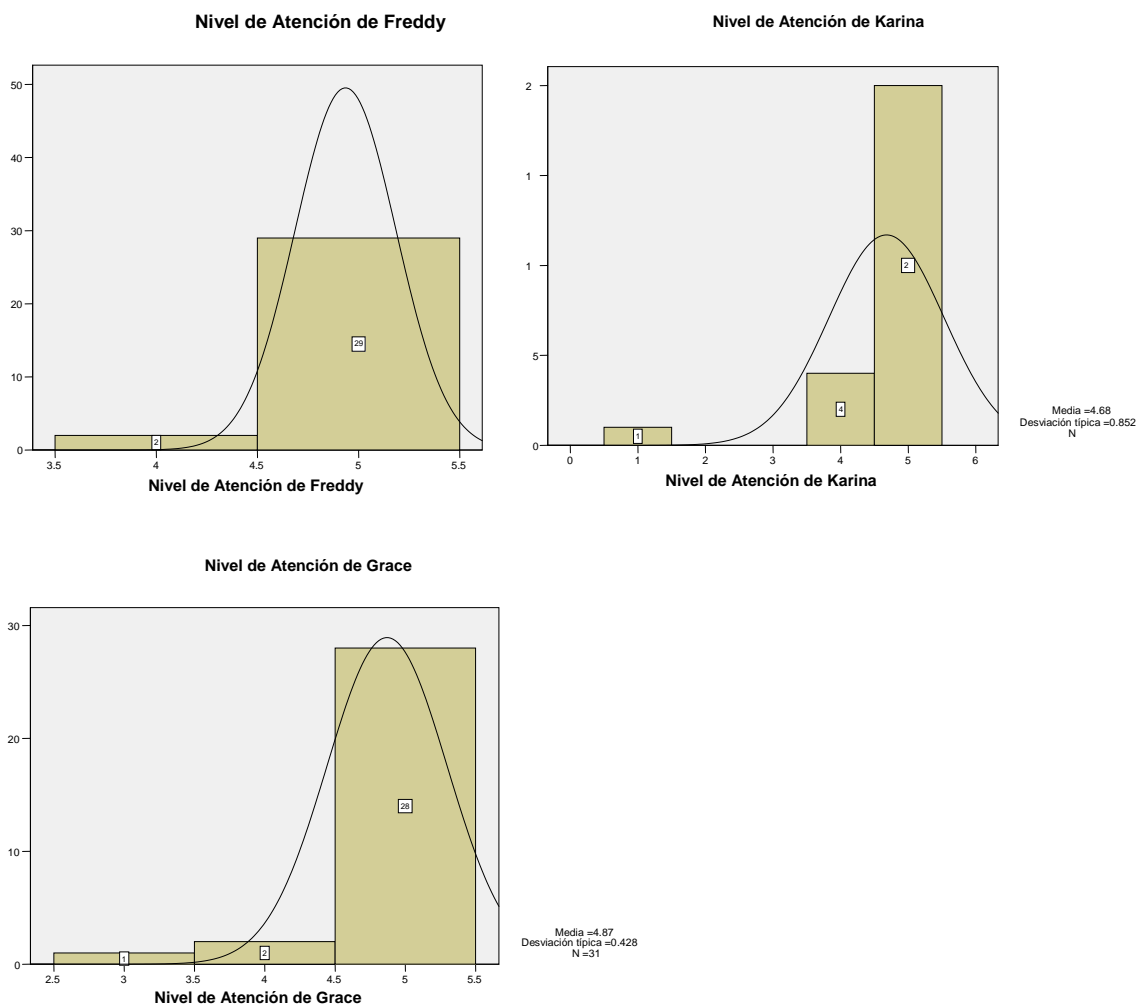 Nivel de Atención de Freddy
50
40
30
20
10
0
29
2
3.5 4 4.5 5 5.5
Nivel de Atención de Freddy
Nivel de Atención de Karina
2
1
1
5
0
2
4
1
0 1 2 3 4 5 6
Nivel de Atención de Karina
Media =4.68
Desviación típica =0.852
N
Nivel de Atención de Grace
30
20
10
0
28
2
1
2.5 3 3.5 4 4.5 5 5.5
Nivel de Atención de Grace
Media =4.87
Desviación típica =0.428
N =31